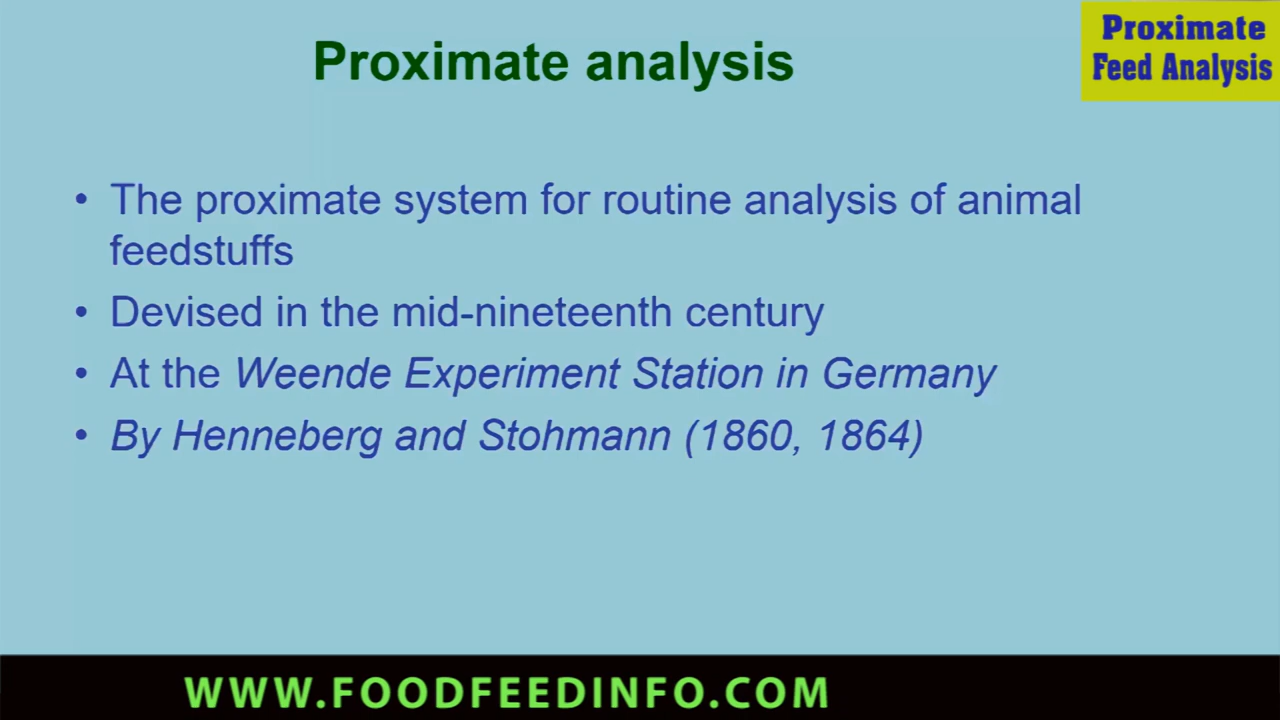 Proximate analysis
Proximate
Feed Analysis
• The proximate system for routine analysis of animal
feedstuffs
• Devised in the mid-nineteenth century
• At the Weende Experiment Station in Germany
• By Henneberg and Stohmann (1860, 1864)
WWW.FOODFEEDINFO.COM